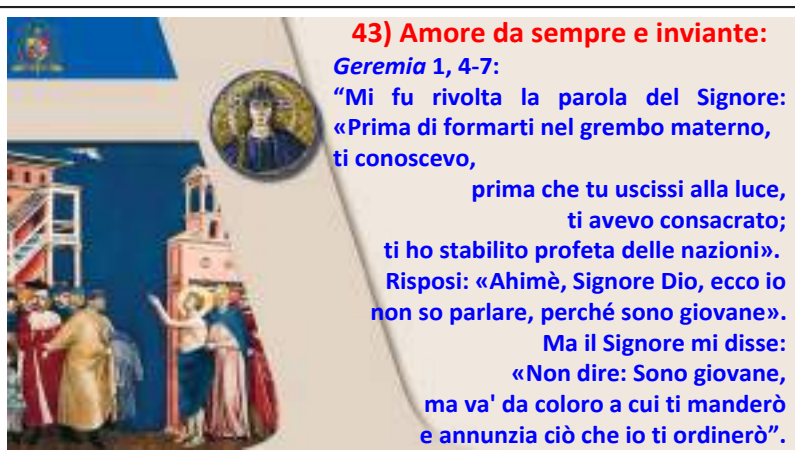 43) Amore da sempre e inviante:
Geremia 1, 4-7:
“Mi fu rivolta la parola del Signore:
«Prima di formarti nel grembo materno,
ti conoscevo,
prima che tu uscissi alla luce,
ti avevo consacrato;
ti ho stabilito profeta delle nazioni».
Risposi: «Ahimè, Signore Dio, ecco io
non so parlare, perché sono giovane».
Ma il Signore mi disse:
«Non dire: Sono giovane,
ma va' da coloro a cui ti manderò
e annunzia ciò che io ti ordinerò”.